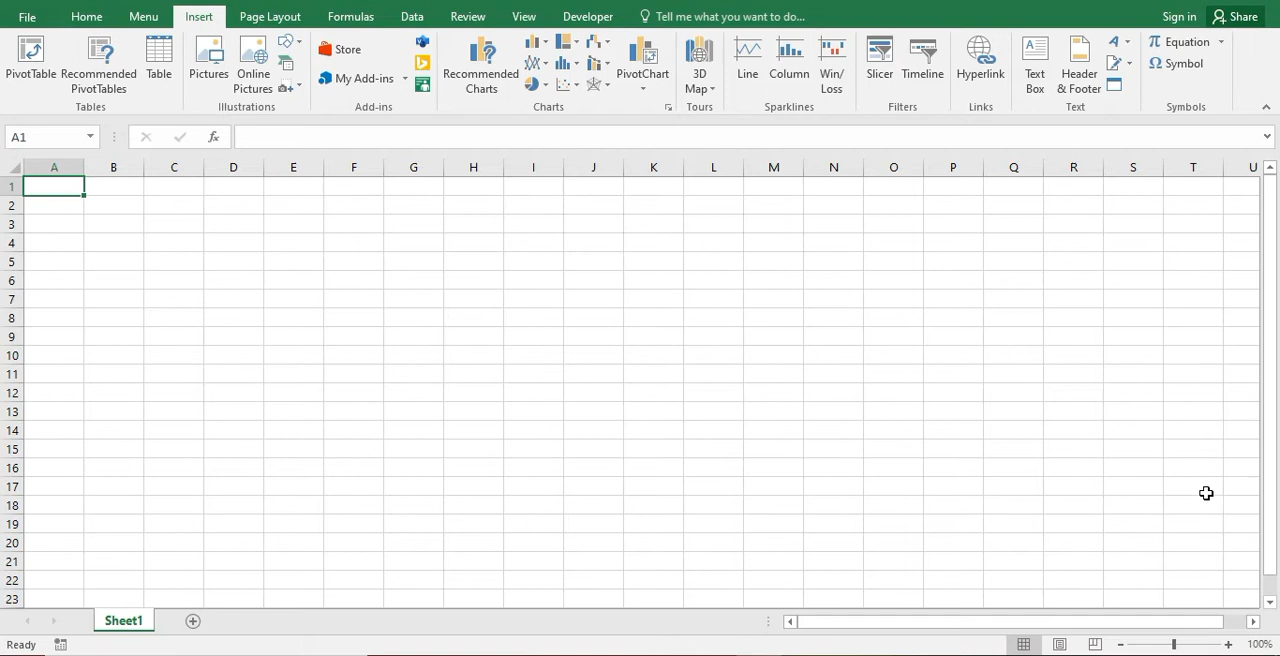 File Home Menu Insert Page Layout Formulas Data Review View Developer Tell me what you want to do... Sign in Share
PivotTable Recommended PivotTables Table
Tables
Pictures Online Pictures
Illustrations
Store
My Add-ins
Add-ins
Recommended Charts PivotChart
Charts
3D Map
Tours
Line Column Win/Loss
Sparklines
Slicer Timeline
Filters
Hyperlink
Links
Text Box Header & Footer
Text
π Equation
Ω Symbol
Symbols
A1 fx
A B C D E F G H I J K L M N O P Q R S T U
1
2
3
4
5
6
7
8
9
10
11
12
13
14
15
16
17
18
19
20
21
22
23
Sheet1
Ready 100%